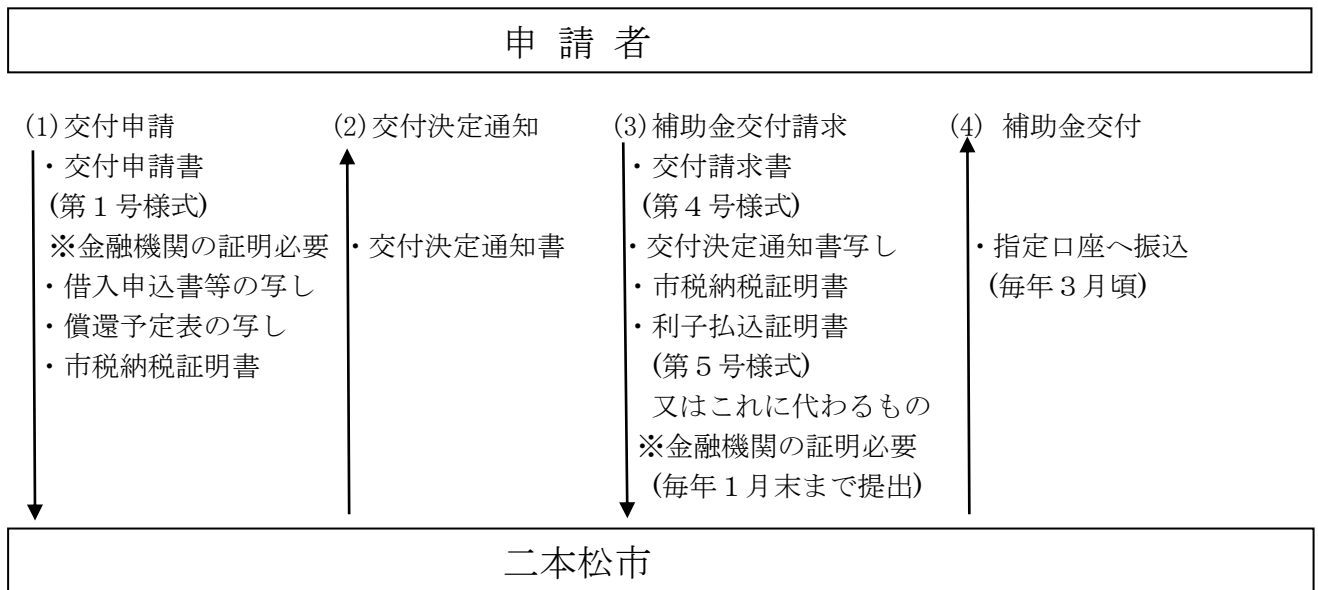 申 請 者
(1)交付申請
・交付申請書
(第１号様式)
※金融機関の証明必要
・借入申込書等の写し
・償還予定表の写し
・市税納税証明書
(2)交付決定通知
・交付決定通知書
(3)補助金交付請求
・交付請求書
(第４号様式)
・交付決定通知書写し
・市税納税証明書
・利子払込証明書
(第５号様式)
又はこれに代わるもの
※金融機関の証明必要
(毎年１月末まで提出)
(4) 補助金交付
・指定口座へ振込
(毎年３月頃)
二本松市